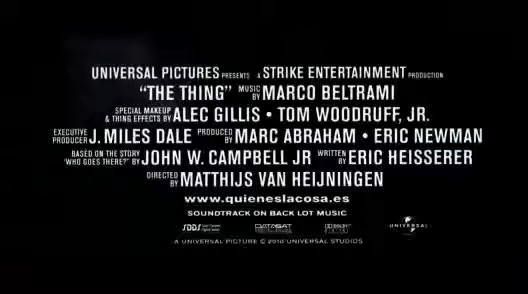 UNIVERSAL PICTURES PRESENTS A STRIKE ENTERTAINMENT PRODUCTION
"THE THING" MUSIC BY MARCO BELTRAMI
SPECIAL MAKEUP & THING EFFECTS BY ALEC GILLIS • TOM WOODRUFF, JR.
EXECUTIVE PRODUCER J. MILES DALE PRODUCED BY MARC ABRAHAM • ERIC NEWMAN
BASED ON THE STORY 'WHO GOES THERE?' BY JOHN W. CAMPBELL JR WRITTEN BY ERIC HEISSERER
DIRECTED BY MATTHIJS VAN HEIJNINGEN
www.quieneslacosa.es
SOUNDTRACK ON BACK LOT MUSIC
SDDS DATASAT DOLBY UNIVERSAL
A UNIVERSAL PICTURE © 2010 UNIVERSAL STUDIOS